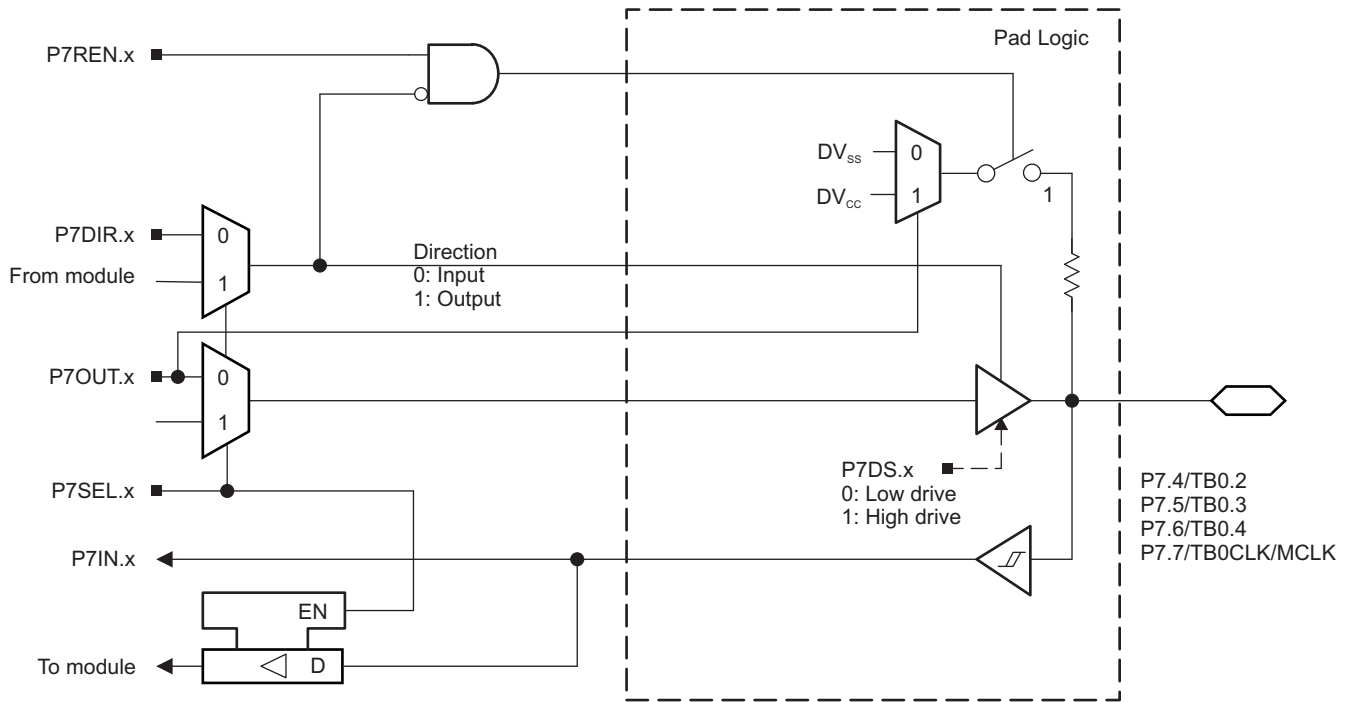 Pad Logic
P7REN.x
DVss
0
DVcc
1
1
P7DIR.x
0
From module
1
Direction
0: Input
1: Output
P7OUT.x
0
1
P7DS.x
0: Low drive
1: High drive
P7SEL.x
P7IN.x
EN
To module
D
P7.4/TB0.2
P7.5/TB0.3
P7.6/TB0.4
P7.7/TB0CLK/MCLK